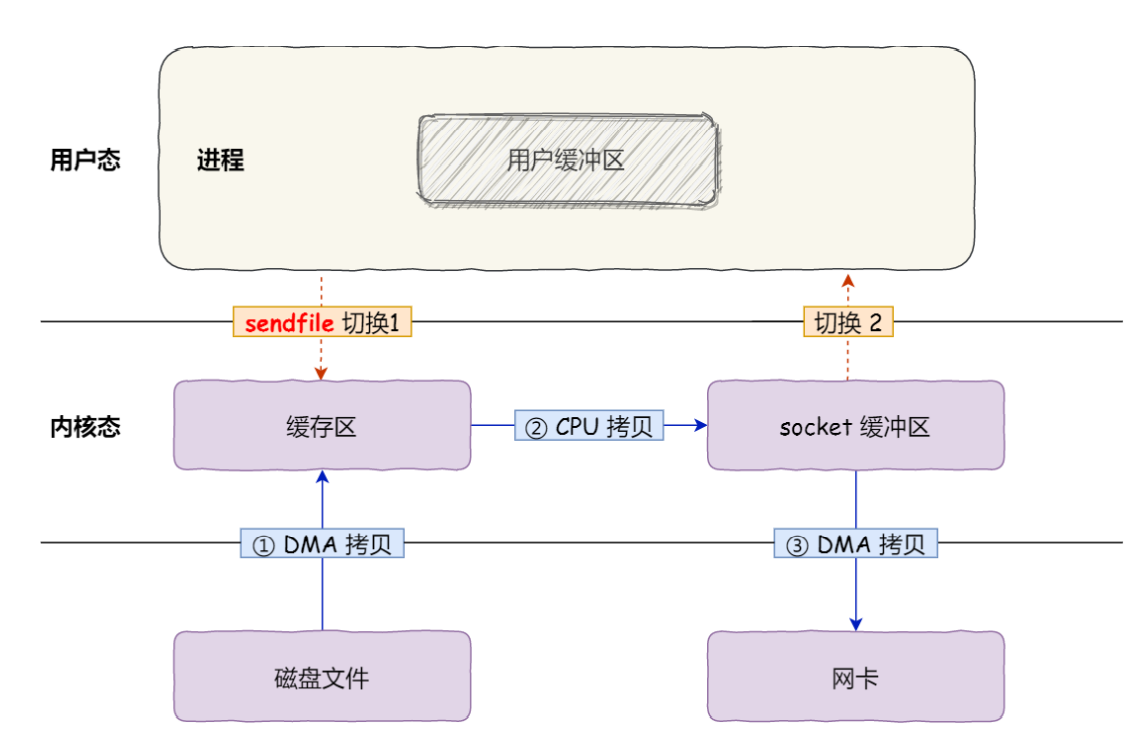 用户态
进程
用户缓冲区
sendfile 切换1
切换 2
内核态
缓存区
② CPU 拷贝
socket 缓冲区
① DMA 拷贝
③ DMA 拷贝
磁盘文件
网卡